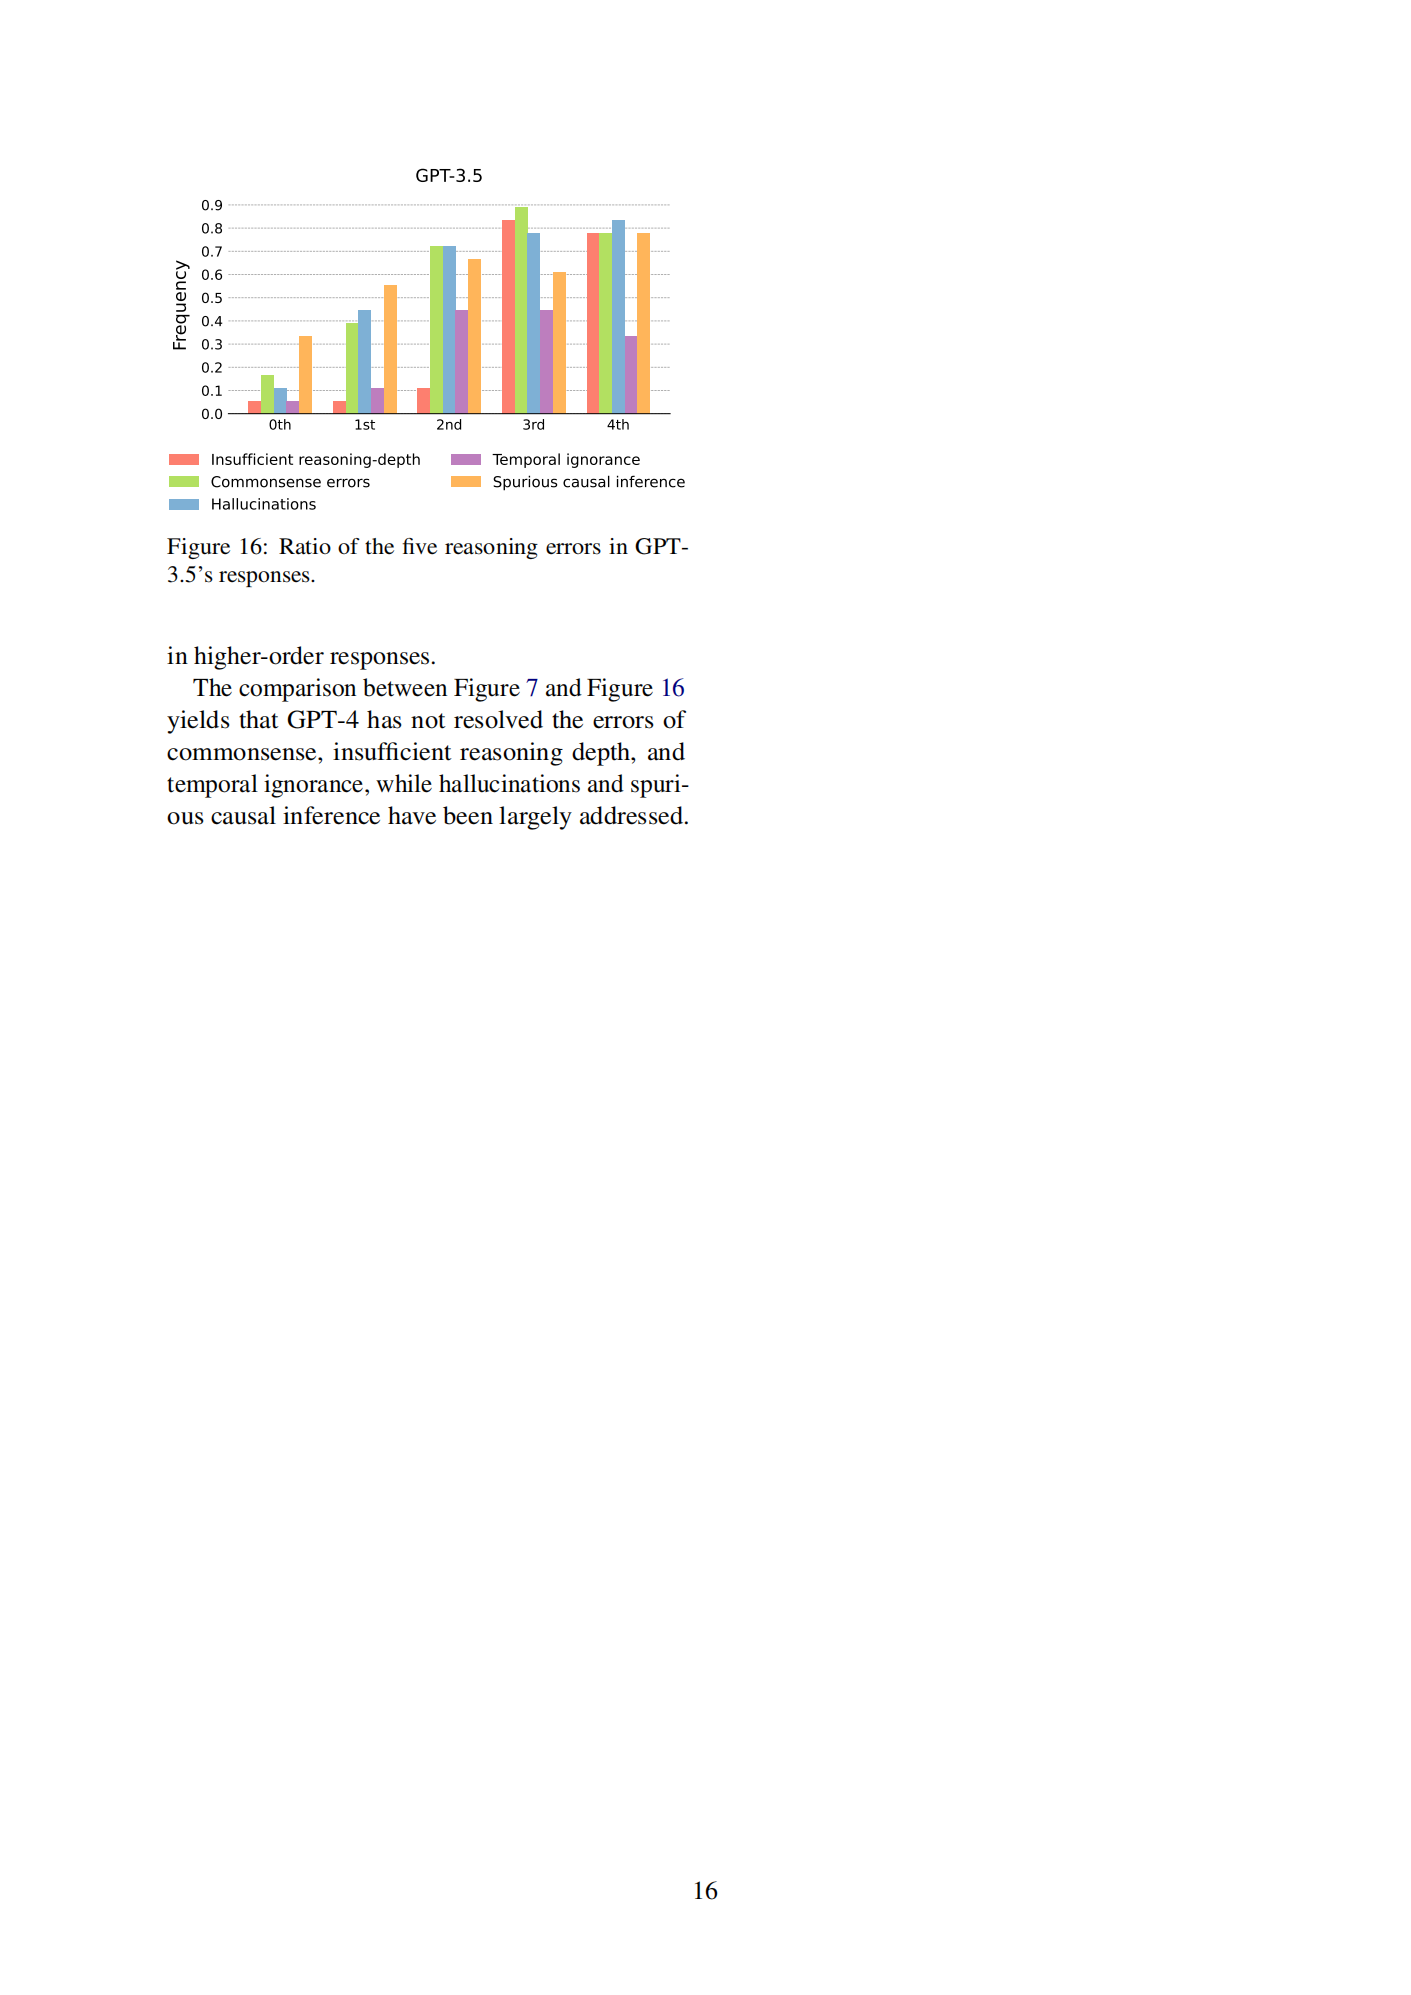 GPT-3.5
0.9
0.8
0.7
0.6
0.5
0.4
0.3
0.2
0.1
0.0
Frequency
0th 1st 2nd 3rd 4th
Insufficient reasoning-depth
Commonsense errors
Hallucinations
Temporal ignorance
Spurious causal inference
Figure 16: Ratio of the five reasoning errors in GPT-
3.5’s responses.
in higher-order responses.
The comparison between Figure 7 and Figure 16
yields that GPT-4 has not resolved the errors of
commonsense, insufficient reasoning depth, and
temporal ignorance, while hallucinations and spuri-
ous causal inference have been largely addressed.
16